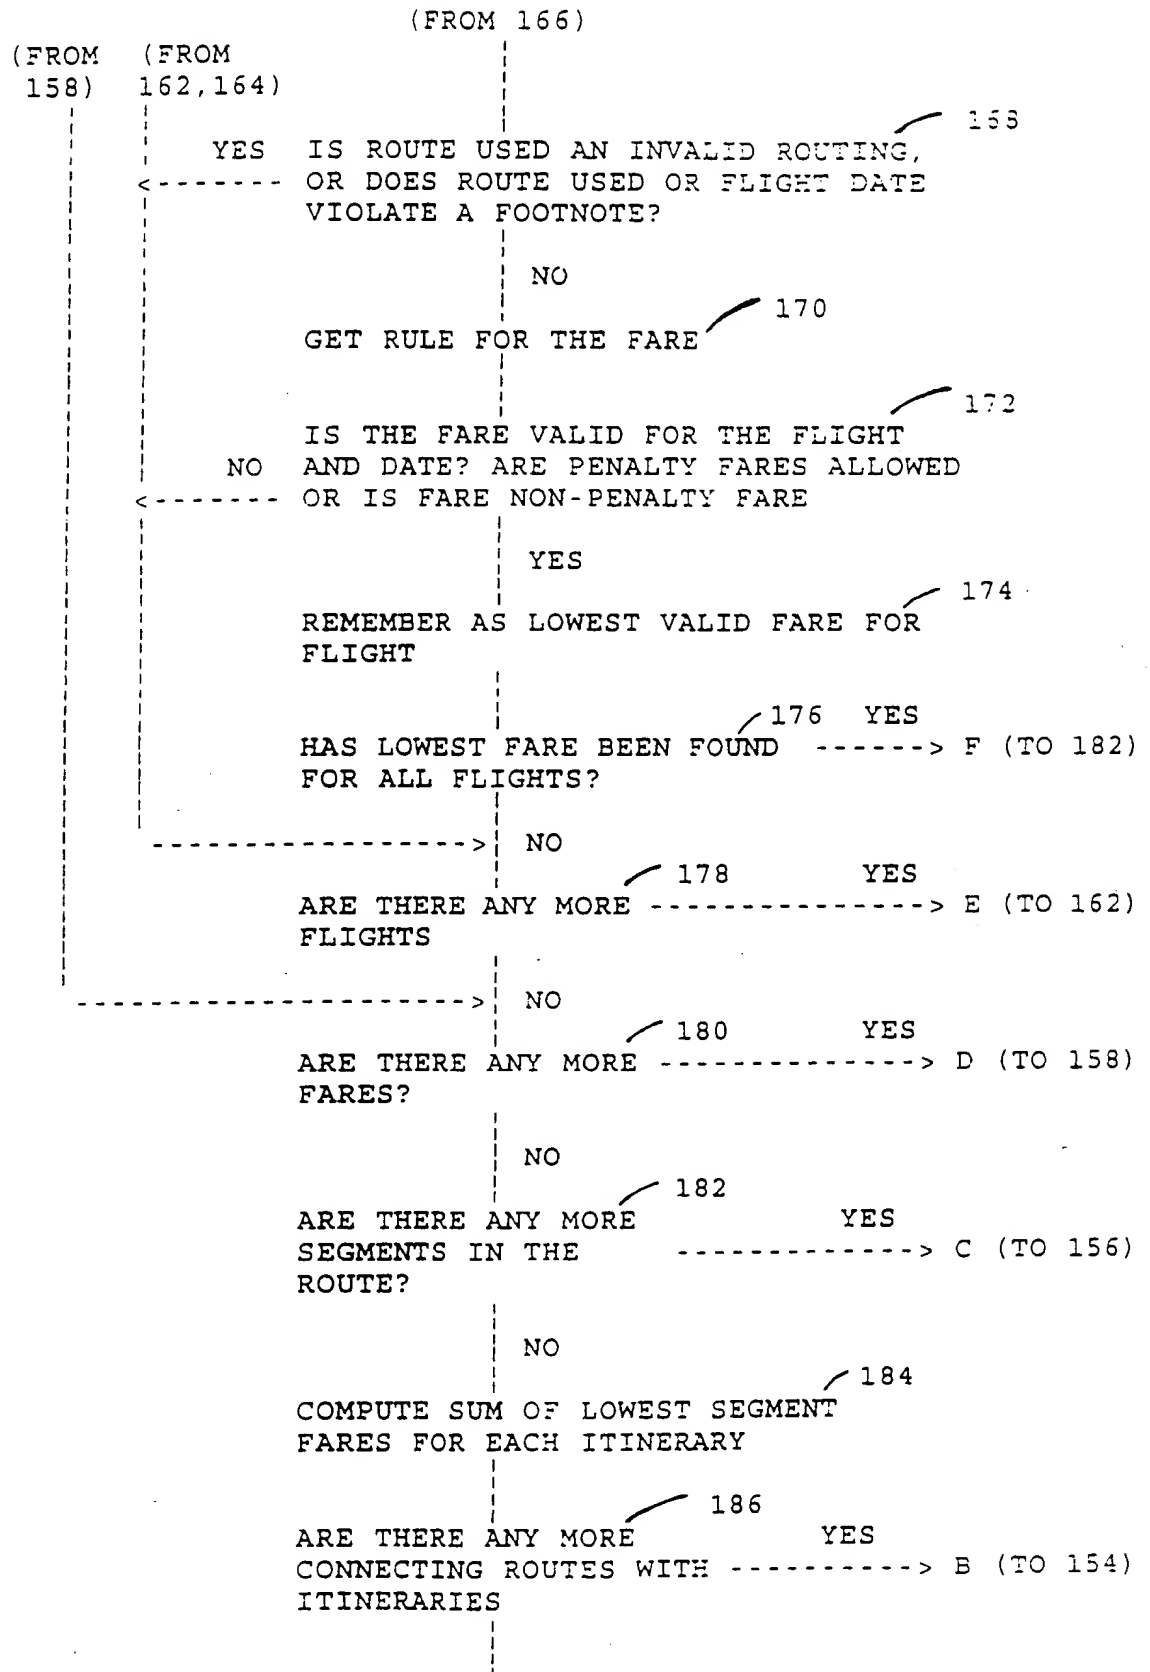 (FROM 166)
(FROM (FROM
158) 162,164)
168
YES IS ROUTE USED AN INVALID ROUTING,
<------- OR DOES ROUTE USED OR FLIGHT DATE
VIOLATE A FOOTNOTE?
NO
170
GET RULE FOR THE FARE
172
IS THE FARE VALID FOR THE FLIGHT
NO AND DATE? ARE PENALTY FARES ALLOWED
<------- OR IS FARE NON-PENALTY FARE
YES
174
REMEMBER AS LOWEST VALID FARE FOR
FLIGHT
176 YES
HAS LOWEST FARE BEEN FOUND ------> F (TO 182)
FOR ALL FLIGHTS?
-----------------> NO
178 YES
ARE THERE ANY MORE ---------------> E (TO 162)
FLIGHTS
---------------------> NO
180 YES
ARE THERE ANY MORE --------------> D (TO 158)
FARES?
NO
182
ARE THERE ANY MORE YES
SEGMENTS IN THE -------------> C (TO 156)
ROUTE?
NO
184
COMPUTE SUM OF LOWEST SEGMENT
FARES FOR EACH ITINERARY
186
ARE THERE ANY MORE YES
CONNECTING ROUTES WITH ----------> B (TO 154)
ITINERARIES